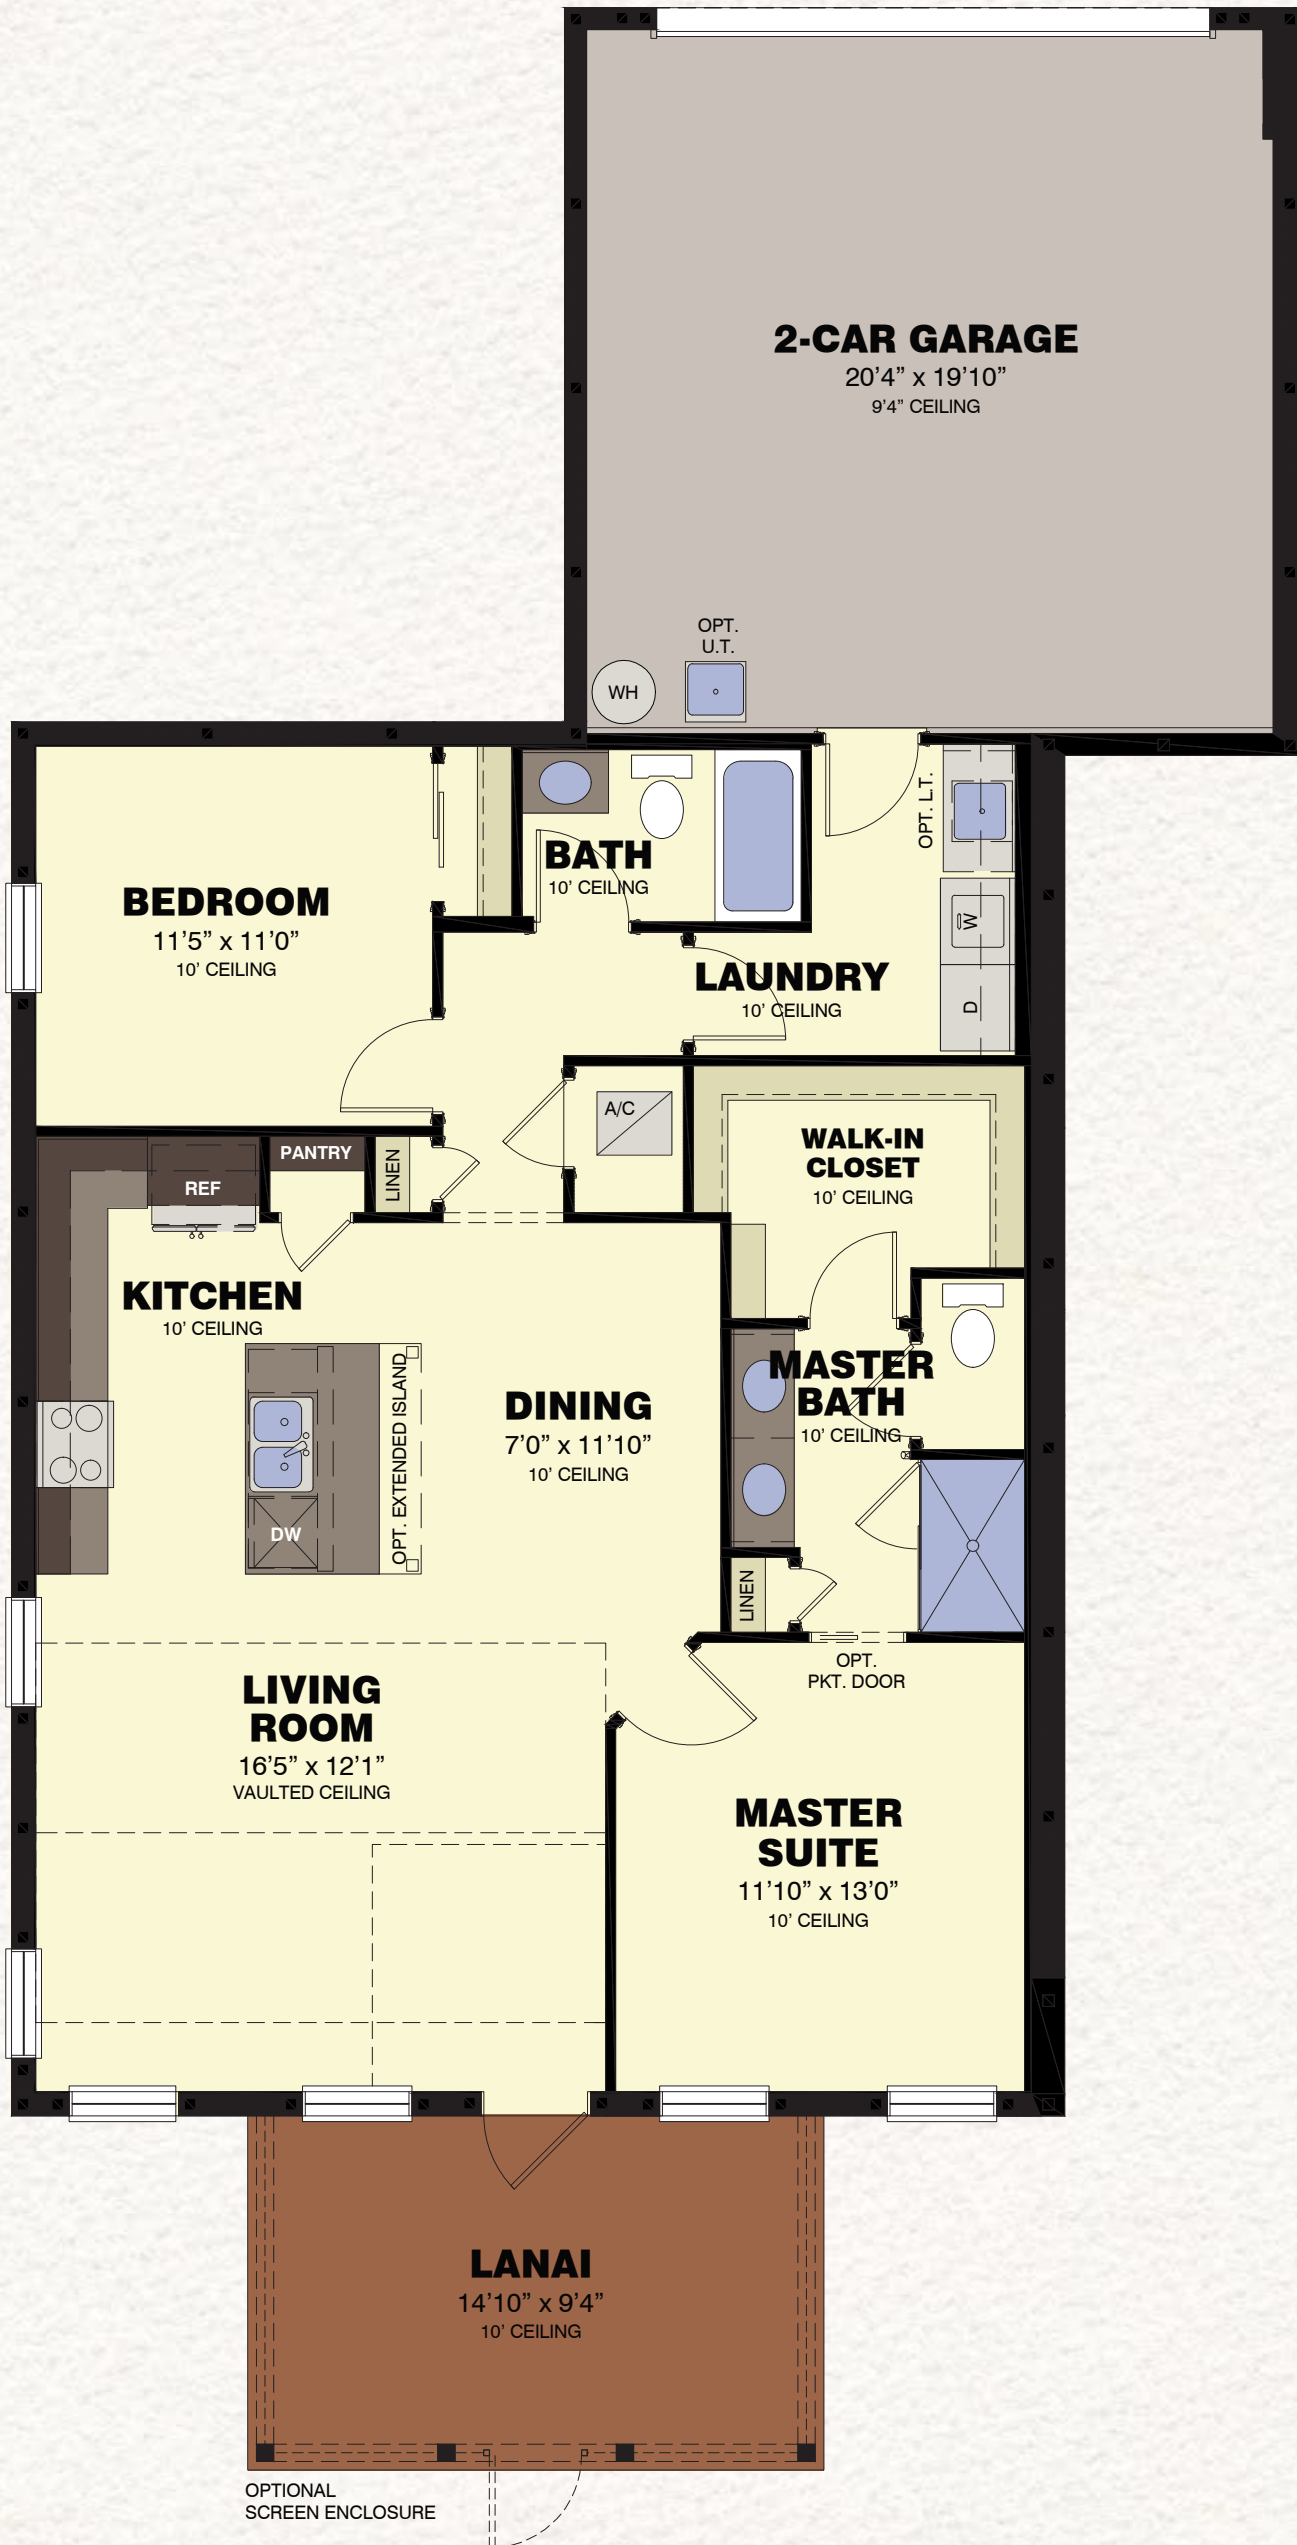 2-CAR GARAGE
20’4” x 19’10”
9’4” CEILING
OPT.
U.T.
WH
OPT. L.T.
BATH
10’ CEILING
BEDROOM
11’5” x 11’0”
10’ CEILING
W
LAUNDRY
10’ CEILING
D
A/C
PANTRY
LINEN
REF
WALK-IN
CLOSET
10’ CEILING
KITCHEN
10’ CEILING
OPT. EXTENDED ISLAND
DW
DINING
7’0” x 11’10”
10’ CEILING
MASTER
BATH
10’ CEILING
LINEN
OPT.
PKT. DOOR
LIVING
ROOM
16’5” x 12’1”
VAULTED CEILING
MASTER
SUITE
11’10” x 13’0”
10’ CEILING
LANAI
14’10” x 9’4”
10’ CEILING
OPTIONAL
SCREEN ENCLOSURE